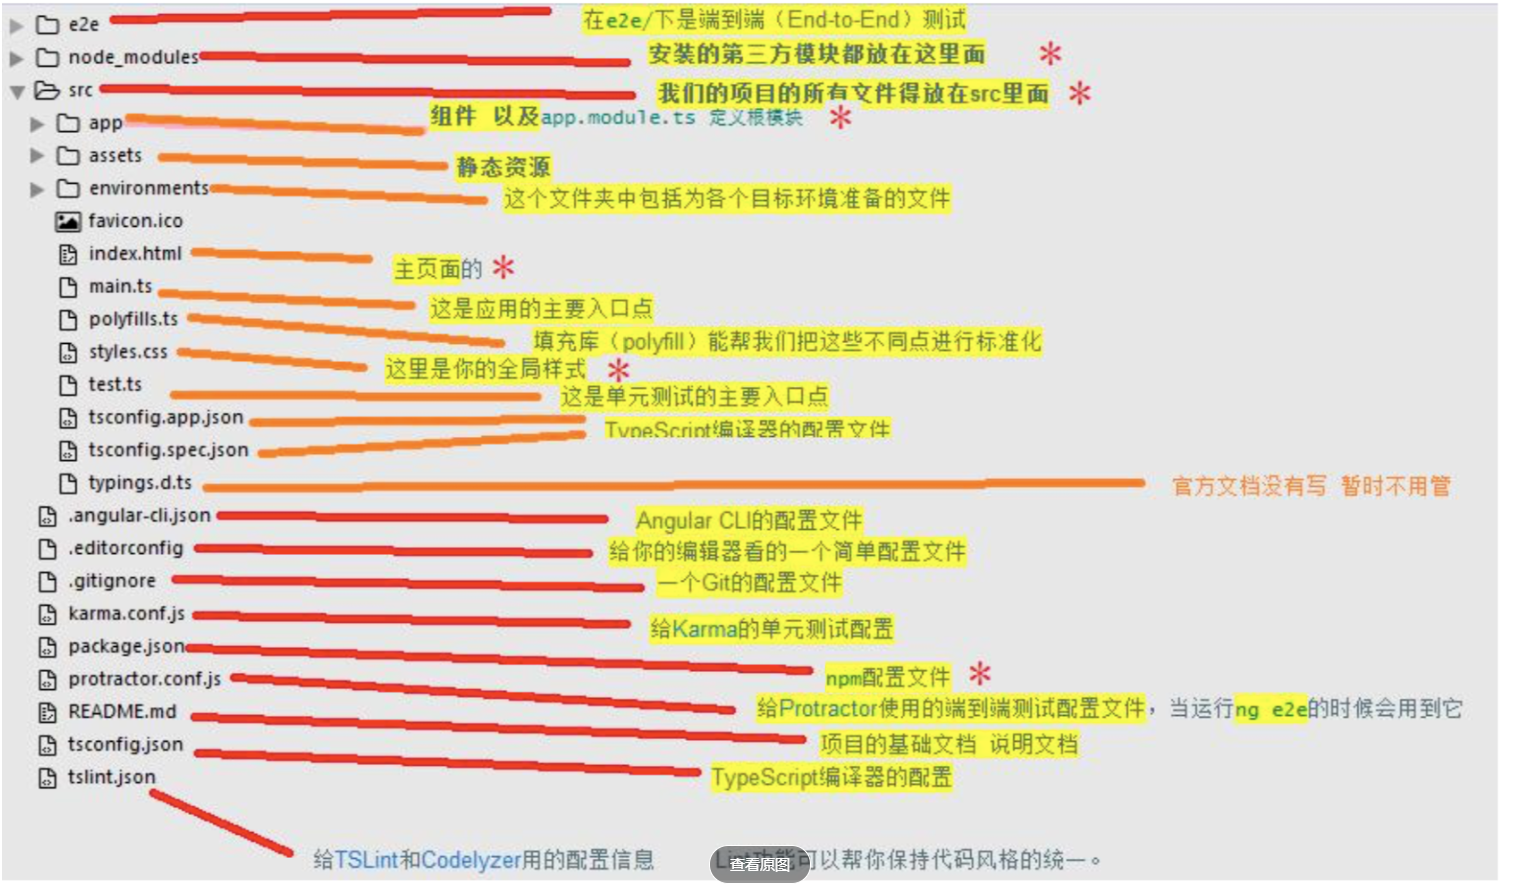 e2e 在e2e/下是端到端（End-to-End）测试
node_modules 安装的第三方模块都放在这里面 *
src 我们的项目的所有文件得放在src里面 *
app 组件 以及app.module.ts 定义根模块 *
assets 静态资源
environments 这个文件夹中包括为各个目标环境准备的文件
favicon.ico
index.html 主页面的 *
main.ts 这是应用的主要入口点
polyfills.ts 填充库（polyfill）能帮我们把这些不同点进行标准化
styles.css 这里是你的全局样式 *
test.ts 这是单元测试的主要入口点
tsconfig.app.json TypeScript编译器的配置文件
tsconfig.spec.json
typings.d.ts 官方文档没有写 暂时不用管
.angular-cli.json Angular CLI的配置文件
.editorconfig 给你的编辑器看的一个简单配置文件
.gitignore 一个Git的配置文件
karma.conf.js 给Karma的单元测试配置
package.json npm配置文件 *
protractor.conf.js 给Protractor使用的端到端测试配置文件，当运行ng e2e的时候会用到它
README.md 项目的基础文档 说明文档
tsconfig.json TypeScript编译器的配置
tslint.json
给TSLint和Codelyzer用的配置信息 可以帮你保持代码风格的统一。
查看原图